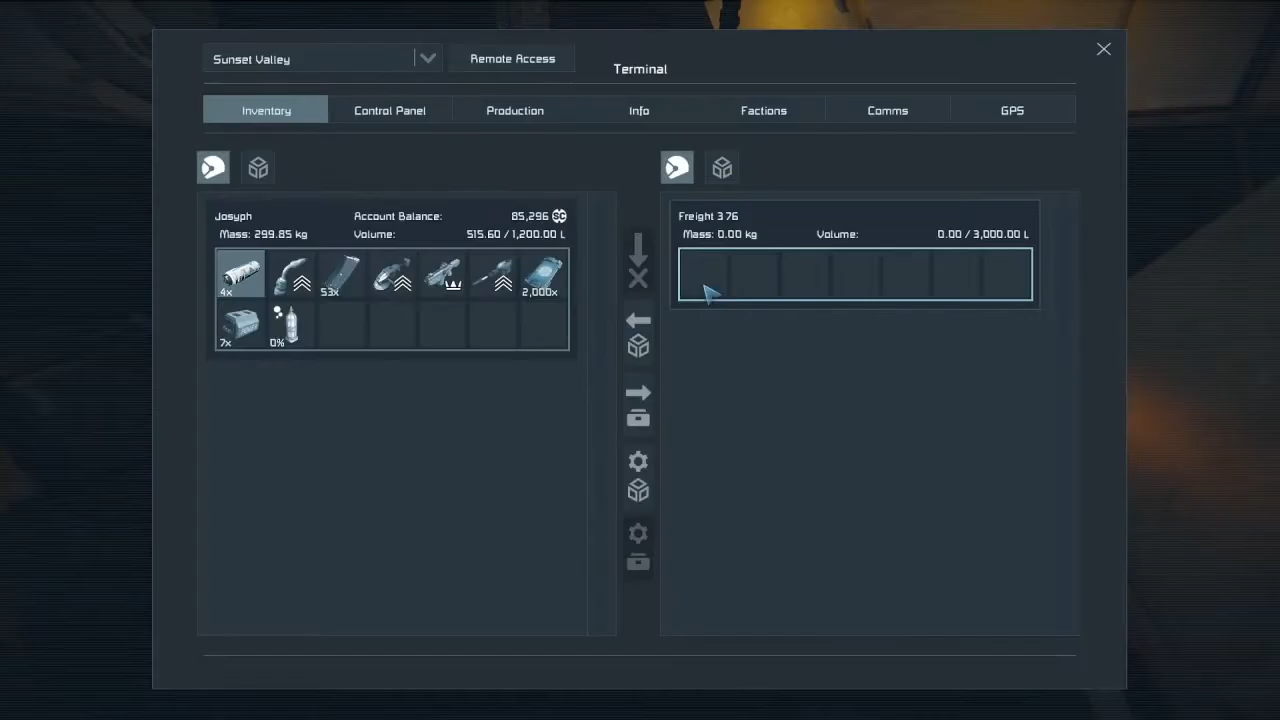 Sunset Valley
Remote Access
Terminal
Inventory
Control Panel
Production
Info
Factions
Comms
GPS
Josyph
Account Balance:
85,296 SC
Mass: 299.85 kg
Volume:
515.60 / 1,200.00 L
4x
53x
2,000x
7x
0%
Freight 3 76
Mass: 0.00 kg
Volume:
0.00 / 3,000.00 L